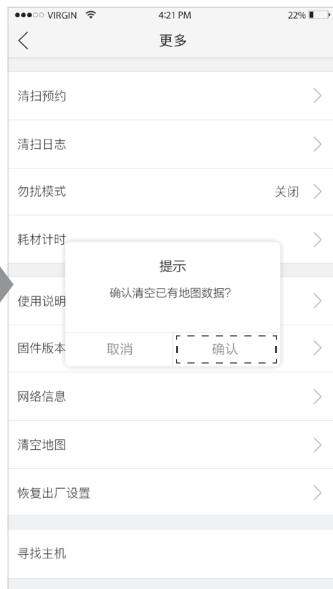 VIRGIN 4:21 PM 22%
更多
清扫预约
清扫日志
勿扰模式 关闭
耗材计时
提示
确认清空已有地图数据?
使用说明
固件版本
取消 确认
网络信息
清空地图
恢复出厂设置
寻找主机